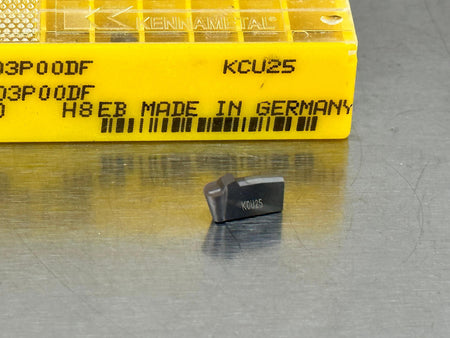 KENNAMETAL
03P00DF KCU25
03P00DF
H8 EB MADE IN GERMANY
KCU25